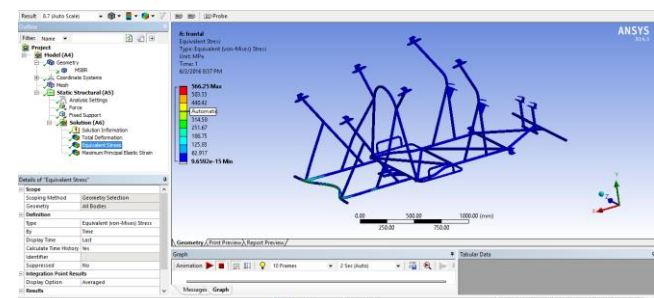 Result 8.7 (Auto Scale)
Probe
Outline
Filter: Name
Project
Model (A4)
Geometry
MSBR
Coordinate Systems
Mesh
Static Structural (A5)
Analysis Settings
Force
Fixed Support
Solution (A6)
Solution Information
Total Deformation
Equivalent Stress
Maximum Principal Elastic Strain
Details of "Equivalent Stress"
Scope
Scoping Method Geometry Selection
Geometry All Bodies
Definition
Type Equivalent (von-Mises) Stress
By Time
Display Time Last
Calculate Time History Yes
Identifier
Suppressed No
Integration Point Results
Display Option Averaged
Results
A: frontal
Equivalent Stress
Type: Equivalent (von-Mises) Stress
Unit: MPa
Time: 1
6/2/2016 8:37 PM
566.25 Max
503.33
440.42
Automatic
314.59
251.67
188.75
125.83
62.917
9.6592e-15 Min
ANSYS
0.00 500.00 1000.00 (mm)
250.00 750.00
Y
X
Geometry Print Preview Report Preview
Graph
Tabular Data
Animation 10 Frames 2 Sec (Auto)
Messages Graph